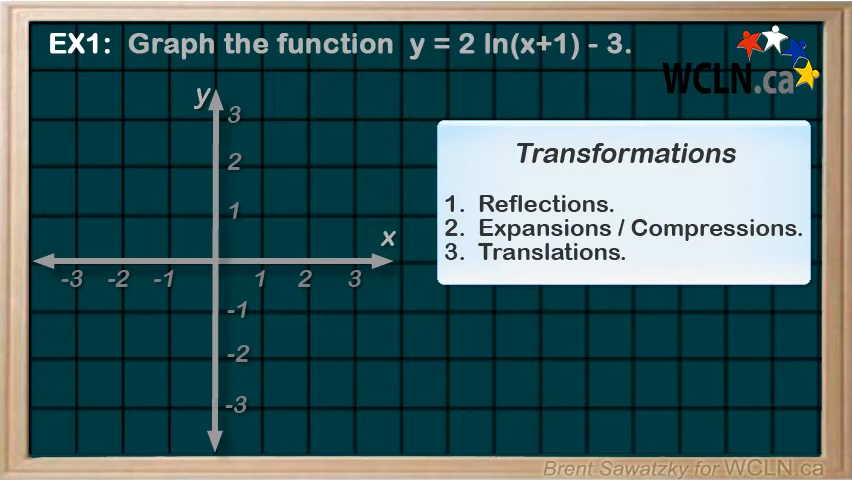 EX1: Graph the function y = 2 ln(x+1) - 3.
WCLN.ca
y
3
2
1
x
-3 -2 -1 1 2 3
-1
-2
-3
Transformations
1. Reflections.
2. Expansions / Compressions.
3. Translations.
Brent Sawatzky for WCLN.ca